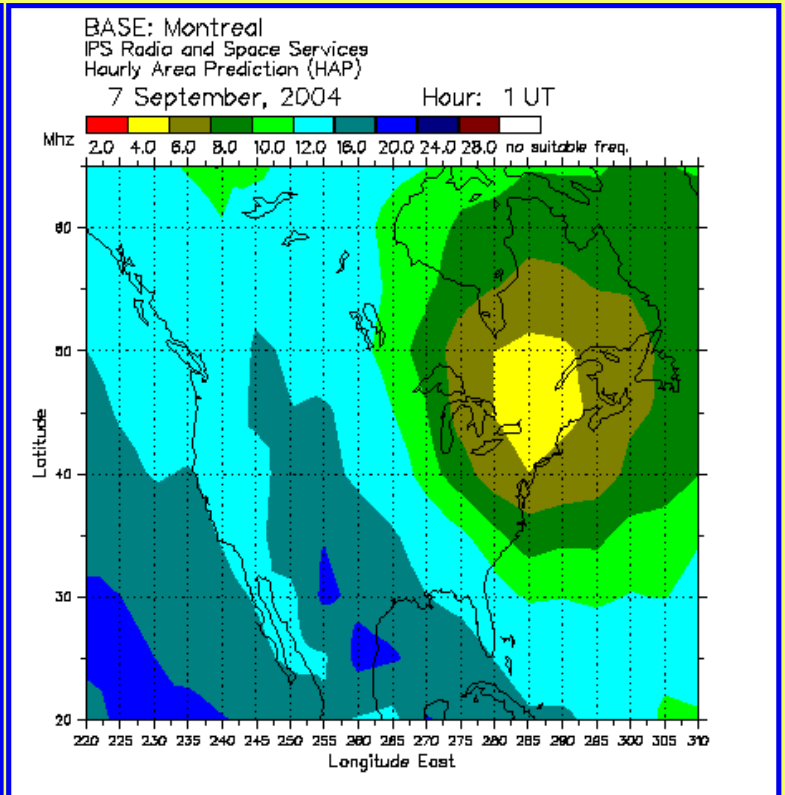 BASE: Montreal
IPS Radio and Space Services
Hourly Area Prediction (HAP)
7 September, 2004 Hour: 1 UT
Mhz 2.0 4.0 6.0 8.0 10.0 12.0 16.0 20.0 24.0 28.0 no suitable freq.
60
50
Latitude
40
30
20
220 225 230 235 240 245 250 255 260 265 270 275 280 285 290 295 300 305 310
Longitude East